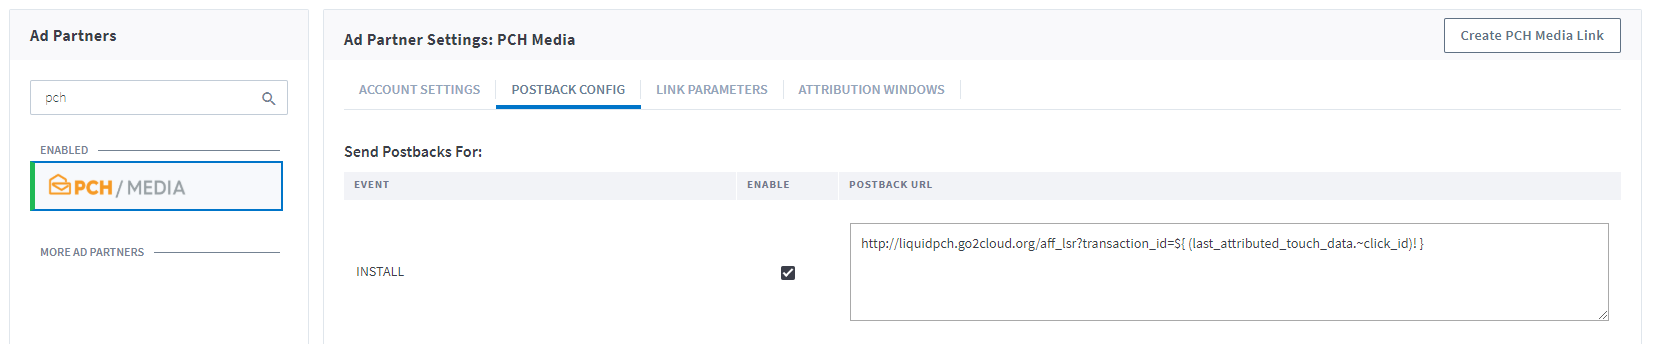 Ad Partners
pch
ENABLED
PCH / MEDIA
MORE AD PARTNERS
Ad Partner Settings: PCH Media
Create PCH Media Link
ACCOUNT SETTINGS
POSTBACK CONFIG
LINK PARAMETERS
ATTRIBUTION WINDOWS
Send Postbacks For:
EVENT ENABLE POSTBACK URL
INSTALL
http://liquidpch.go2cloud.org/aff_lsr?transaction_id=${ (last_attributed_touch_data.~click_id)! }